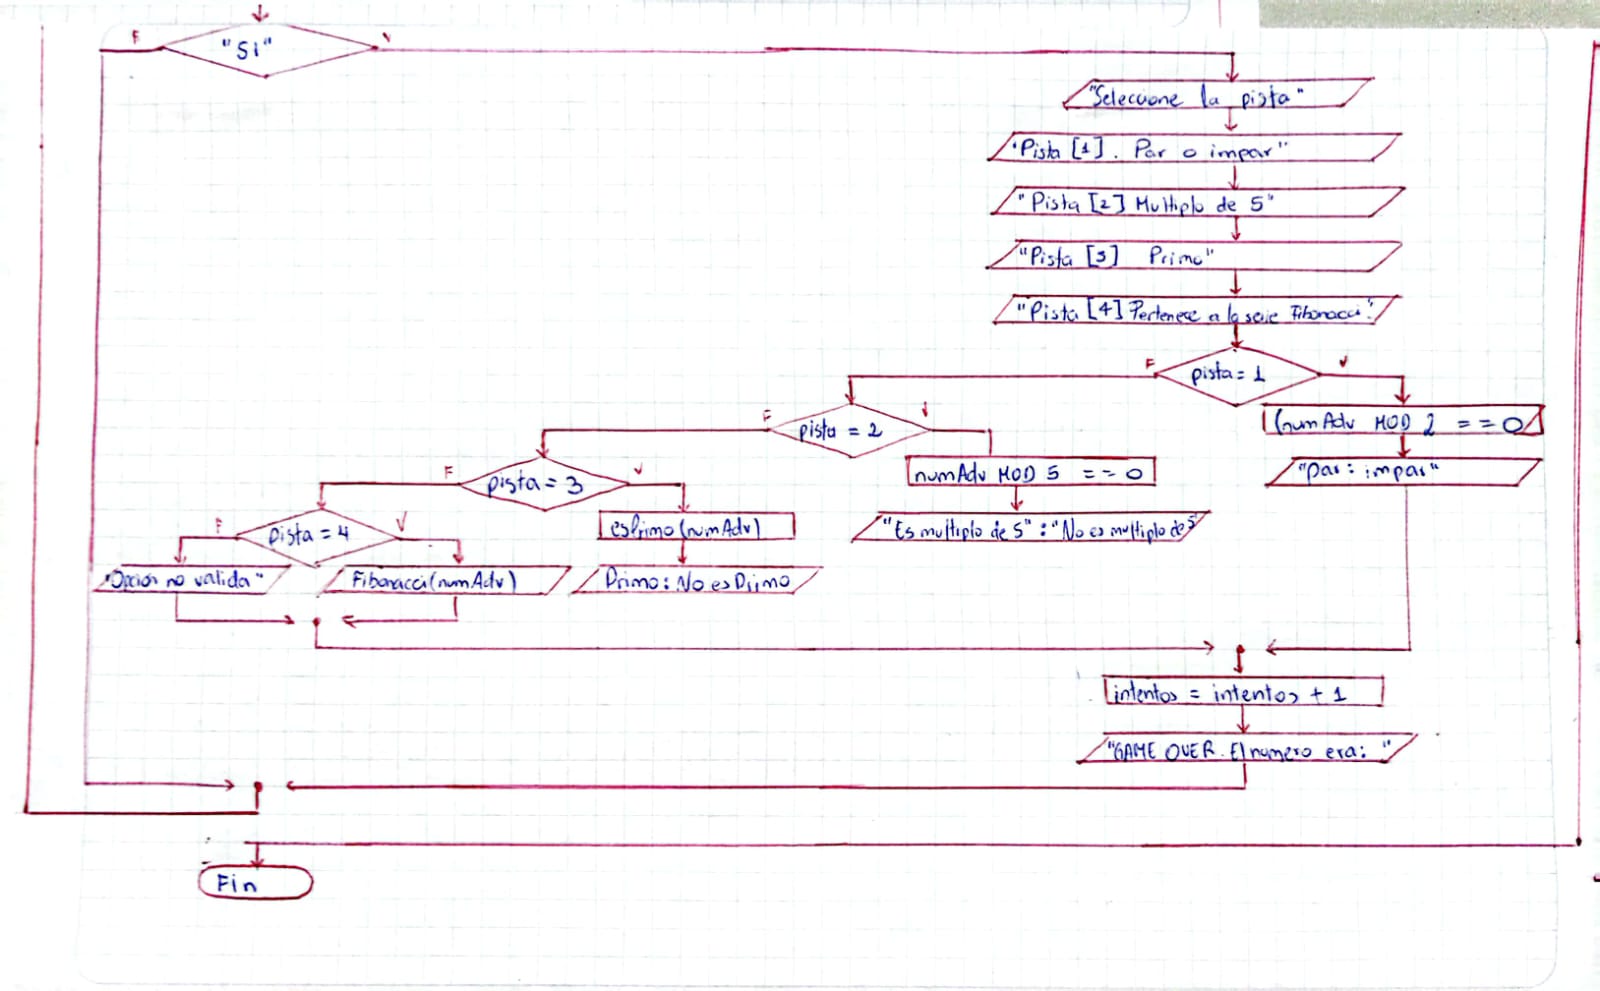 F
"SI"
V
"Seleccione la pista"
"Pista [1]. Par o impar"
"Pista [2] Multiplo de 5"
"Pista [3] Primo"
"Pista [4] Pertenece a la serie Fibonacci"
F
pista = 1
V
(numAdv MOD 2 == 0
"Par: impar"
F
pista = 2
V
numAdv MOD 5 == 0
"Es multiplo de 5" : "No es multiplo de 5"
F
pista = 3
V
esPrimo(numAdv)
Primo: No es Primo
F
pista = 4
V
"Opcion no valida"
Fibonacci(numAdv)
intentos = intentos + 1
"GAME OVER. El numero era: "
Fin